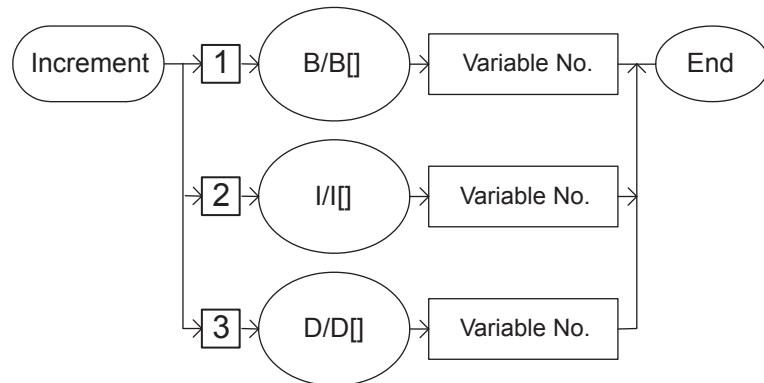 Increment
1
B/B[]
Variable No.
End
2
I/I[]
Variable No.
3
D/D[]
Variable No.